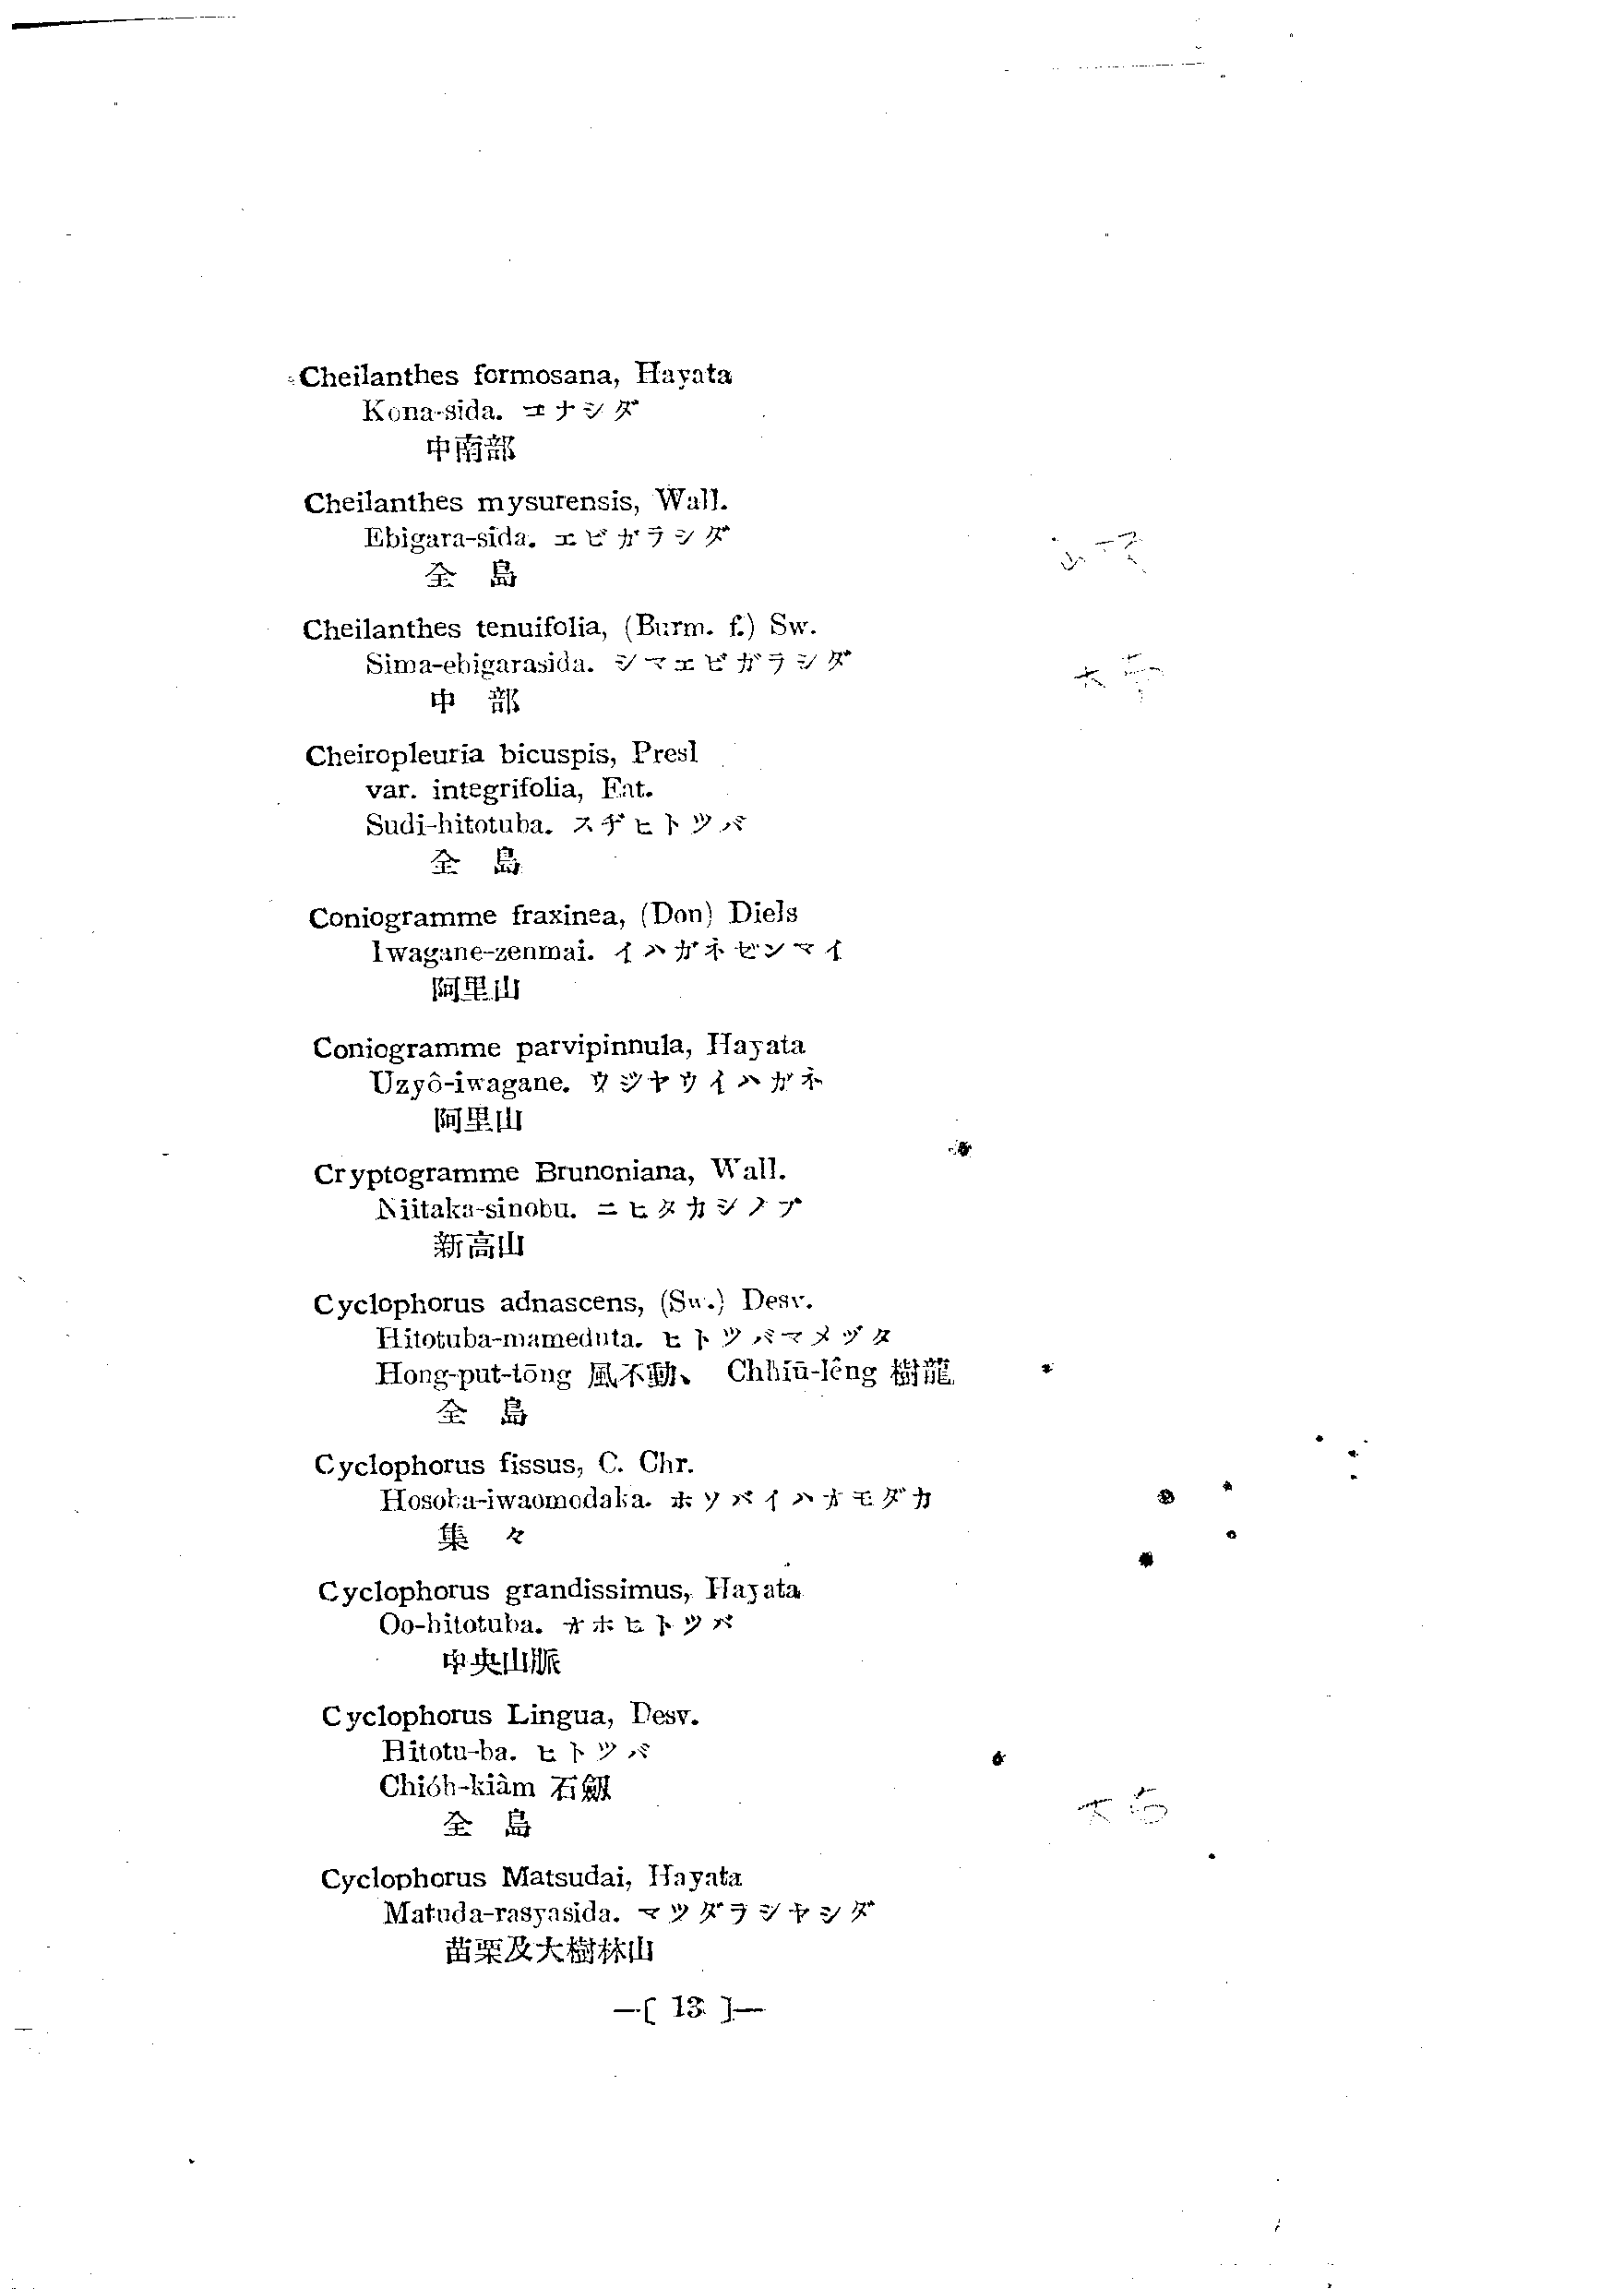 Cheilanthes formosana, Hayata
Kona-sida. コナシダ
中南部
Cheilanthes mysurensis, Wall.
Ebigara-sida. エビガラシダ
全 島
Cheilanthes tenuifolia, (Burm. f.) Sw.
Sima-ebigarasida. シマエビガラシダ
中 部
Cheiropleuria bicuspis, Presl
var. integrifolia, Eat.
Sudi-hitotuba. スヂヒトツバ
全 島
Coniogramme fraxinea, (Don) Diels
Iwagane-zenmai. イハガネゼンマイ
阿里山
Coniogramme parvipinnula, Hayata
Uzyô-iwagane. ウジヤウイハガネ
阿里山
Cryptogramme Brunoniana, Wall.
Niitaka-sinobu. ニヒタカシノブ
新高山
Cyclophorus adnascens, (Sw.) Desv.
Hitotuba-mameduta. ヒトツバマメヅタ
Hong-put-tōng 風不動、 Chhiū-lêng 樹龍
全 島
Cyclophorus fissus, C. Chr.
Hosoba-iwaomodaka. ホソバイハオモダカ
集 々
Cyclophorus grandissimus, Hayata
Oo-hitotuba. オホヒトツバ
中央山脈
Cyclophorus Lingua, Desv.
Hitotu-ba. ヒトツバ
Chióh-kiàm 石劔
全 島
Cyclophorus Matsudai, Hayata
Matuda-rasyasida. マツダラシヤシダ
苗栗及大樹林山
—[ 13 ]—